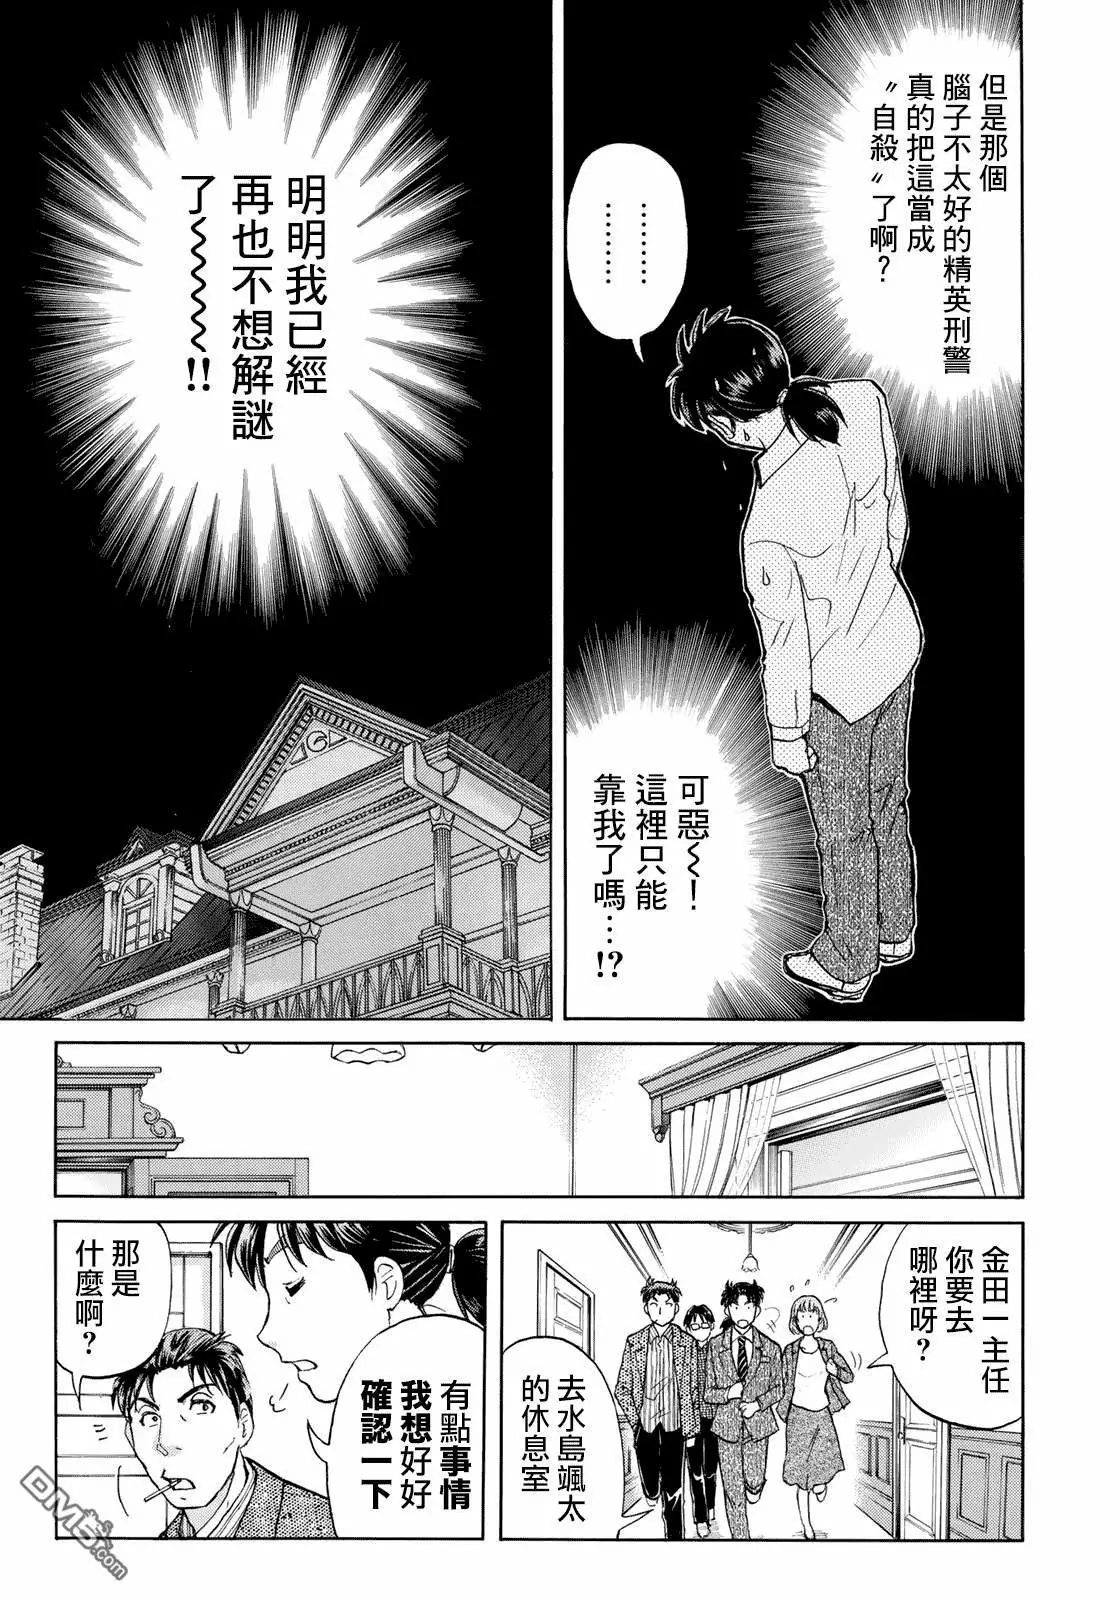 但是那個
腦子不太好的精英刑警
真的把這當成
〝自殺〞了啊？
⋯⋯⋯
⋯⋯⋯
可惡～！
這裡只能
靠我了嗎…!?
明明我已經
再也不想解謎
了～～～!!
金田一主任
你要去
哪裡呀？
去水島颯太
的休息室
有點事情
我想好好
確認一下
那是
什麼啊？